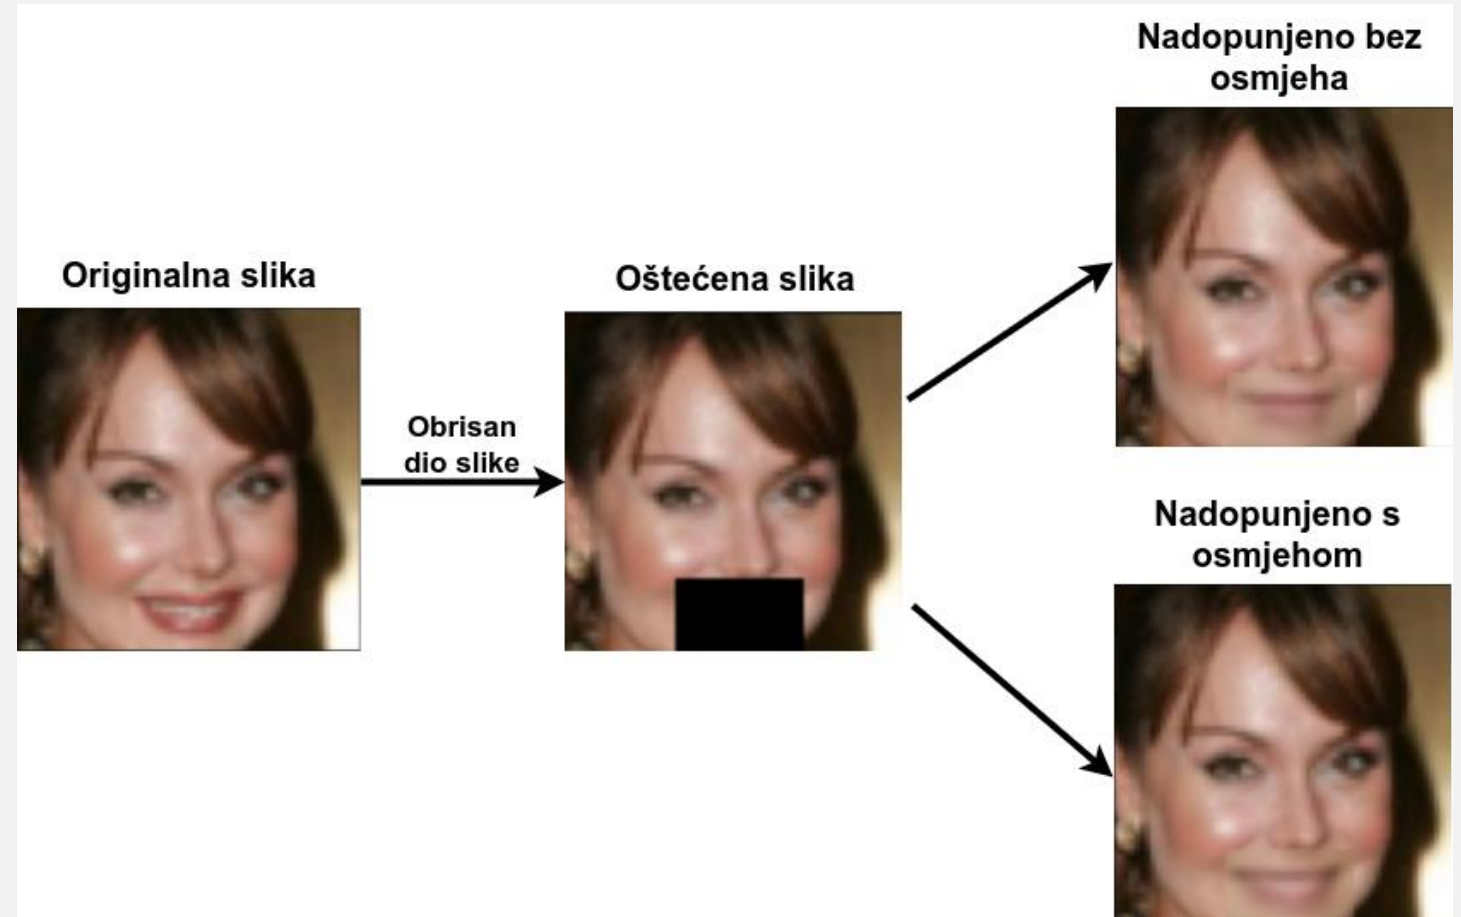 Originalna slika
Obrisan
dio slike
Oštećena slika
Nadopunjeno bez
osmjeha
Nadopunjeno s
osmjehom